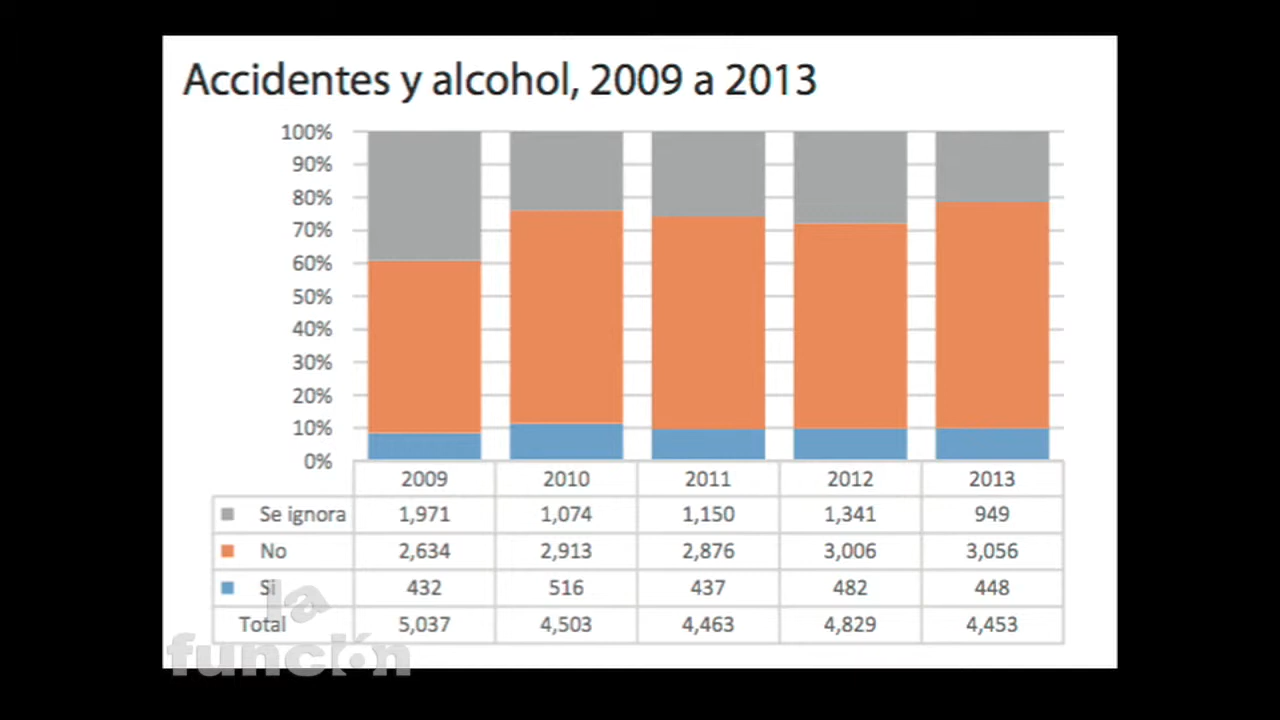 Accidentes y alcohol, 2009 a 2013
100%
90%
80%
70%
60%
50%
40%
30%
20%
10%
0%
2009 2010 2011 2012 2013
Se ignora 1,971 1,074 1,150 1,341 949
No 2,634 2,913 2,876 3,006 3,056
Si 432 516 437 482 448
Total 5,037 4,503 4,463 4,829 4,453
la
función